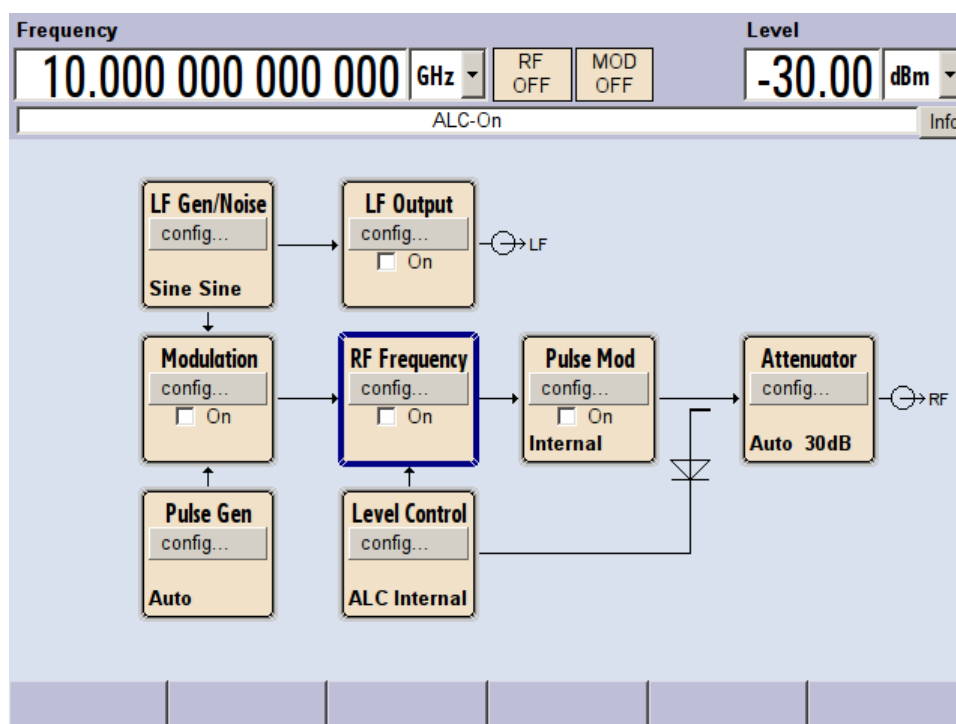 Frequency
Level
10.000 000 000 000 GHz
RF OFF
MOD OFF
-30.00 dBm
ALC-On
Info
LF Gen/Noise
config...
Sine Sine
LF Output
config...
On
LF
Modulation
config...
On
RF Frequency
config...
On
Pulse Mod
config...
On
Internal
Attenuator
config...
Auto 30dB
RF
Pulse Gen
config...
Auto
Level Control
config...
ALC Internal